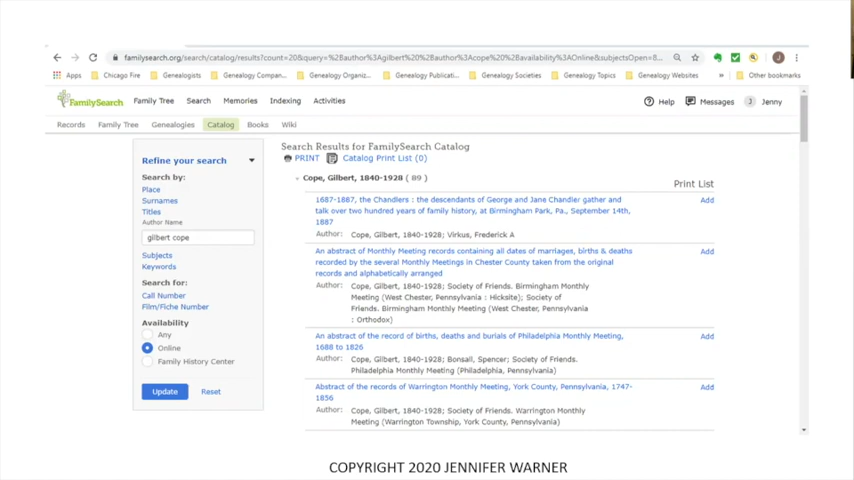 familysearch.org/search/catalog/results?count=20&query=%2Bauthor%3Agilbert%20%2Bauthor%3Acope%20%2Bavailability%3AOnline&subjectsOpen=8...
Apps Chicago Fire Genealogists Genealogy Compan... Genealogy Organiz... Genealogy Publicati... Genealogy Societies Genealogy Topics Genealogy Websites » Other bookmarks
FamilySearch Family Tree Search Memories Indexing Activities Help Messages J Jenny
Records Family Tree Genealogies Catalog Books Wiki
Refine your search
Search by:
Place
Surnames
Titles
Author Name
gilbert cope
Subjects
Keywords
Search for:
Call Number
Film/Fiche Number
Availability
Any
Online
Family History Center
Update Reset
Search Results for FamilySearch Catalog
PRINT Catalog Print List (0)
Cope, Gilbert, 1840-1928 ( 89 )
Print List
1687-1887, the Chandlers : the descendants of George and Jane Chandler gather and Add
talk over two hundred years of family history, at Birmingham Park, Pa., September 14th,
1887
Author: Cope, Gilbert, 1840-1928; Virkus, Frederick A
An abstract of Monthly Meeting records containing all dates of marriages, births & deaths Add
recorded by the several Monthly Meetings in Chester County taken from the original
records and alphabetically arranged
Author: Cope, Gilbert, 1840-1928; Society of Friends. Birmingham Monthly
Meeting (West Chester, Pennsylvania : Hicksite); Society of
Friends. Birmingham Monthly Meeting (West Chester, Pennsylvania
: Orthodox)
An abstract of the record of births, deaths and burials of Philadelphia Monthly Meeting, Add
1688 to 1826
Author: Cope, Gilbert, 1840-1928; Bonsall, Spencer; Society of Friends.
Philadelphia Monthly Meeting (Philadelphia, Pennsylvania)
Abstract of the records of Warrington Monthly Meeting, York County, Pennsylvania, 1747- Add
1856
Author: Cope, Gilbert, 1840-1928; Society of Friends. Warrington Monthly
Meeting (Warrington Township, York County, Pennsylvania)
COPYRIGHT 2020 JENNIFER WARNER